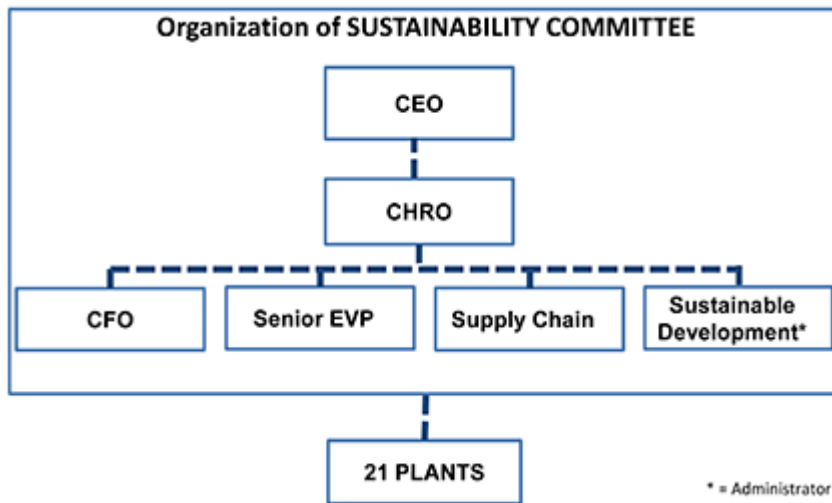 Organization of SUSTAINABILITY COMMITTEE
CEO
CHRO
CFO
Senior EVP
Supply Chain
Sustainable
Development*
21 PLANTS
* = Administrator